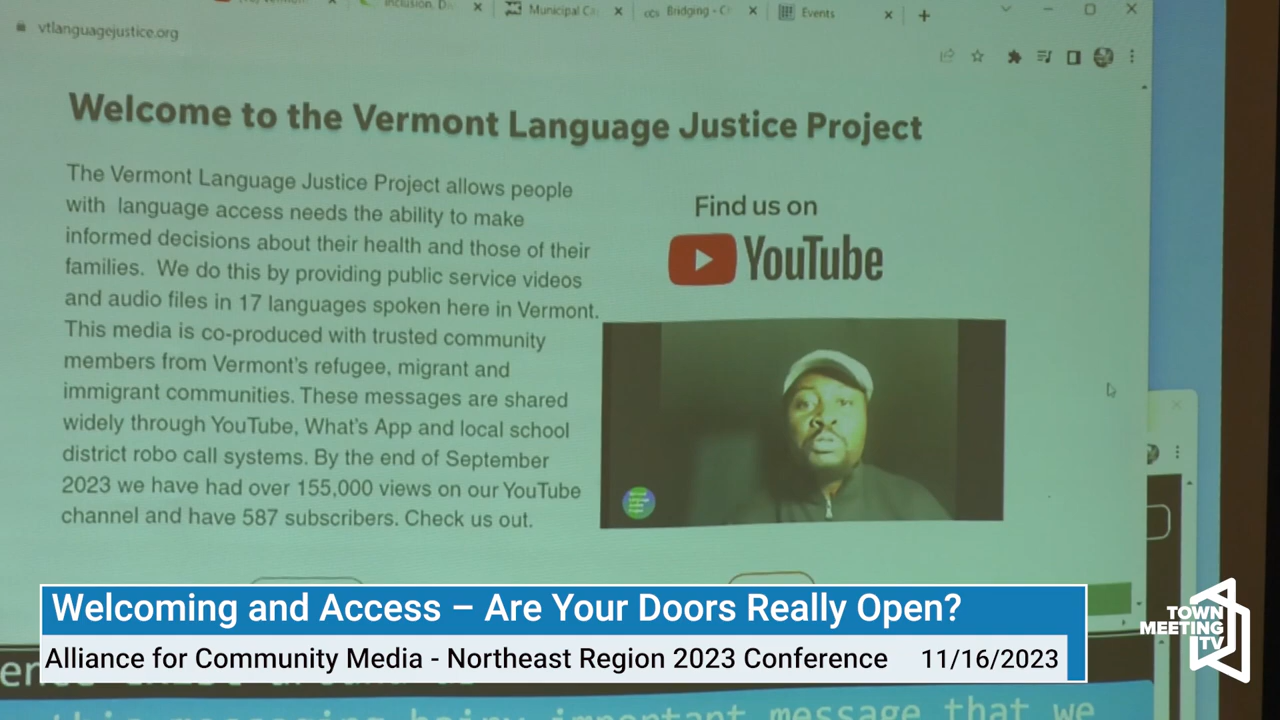 Inclusion, D
Municipal Ca
ccs Bridging - C
Events
vtlanguagejustice.org
Welcome to the Vermont Language Justice Project
The Vermont Language Justice Project allows people
with language access needs the ability to make
informed decisions about their health and those of their
families. We do this by providing public service videos
and audio files in 17 languages spoken here in Vermont.
This media is co-produced with trusted community
members from Vermont's refugee, migrant and
immigrant communities. These messages are shared
widely through YouTube, What's App and local school
district robo call systems. By the end of September
2023 we have had over 155,000 views on our YouTube
channel and have 587 subscribers. Check us out.
Find us on
YouTube
Vermont
Language
Justice
Project
Welcoming and Access – Are Your Doors Really Open?
Alliance for Community Media - Northeast Region 2023 Conference 11/16/2023
TOWN
MEETING
TV
important message that we